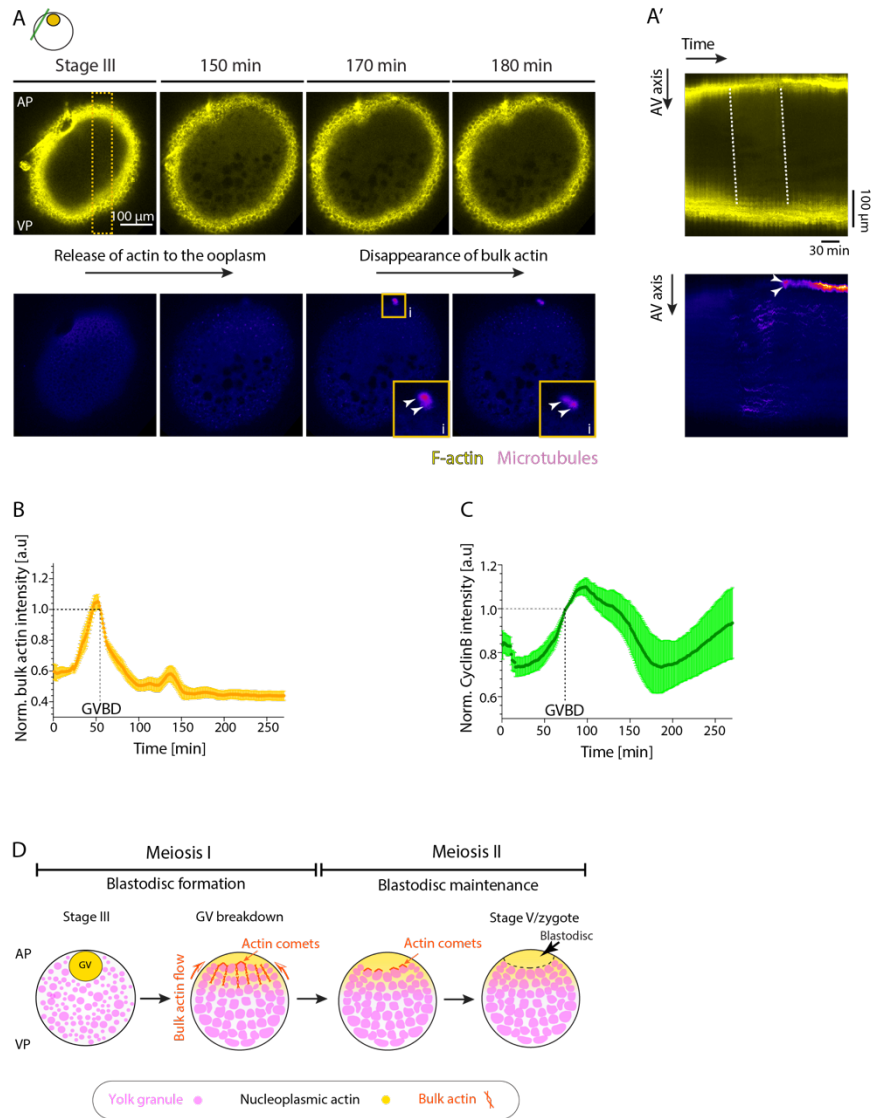 A
A'
Stage III 150 min 170 min 180 min
Time
AV axis
AP
VP
100 μm
100 μm
30 min
Release of actin to the ooplasm Disappearance of bulk actin
AV axis
i
i
i
F-actin Microtubules
B
C
Norm. bulk actin intensity [a.u]
1.2
1.0
0.8
0.6
0.4
GVBD
0 50 100 150 200 250
Time [min]
Norm. CyclinB intensity [a.u]
1.2
1.0
0.8
0.6
GVBD
0 50 100 150 200 250
Time [min]
D
Meiosis I Meiosis II
Blastodisc formation Blastodisc maintenance
Stage III GV breakdown Stage V/zygote
Blastodisc
Actin comets Actin comets
AP
GV
Bulk actin flow
VP
Yolk granule Nucleoplasmic actin Bulk actin